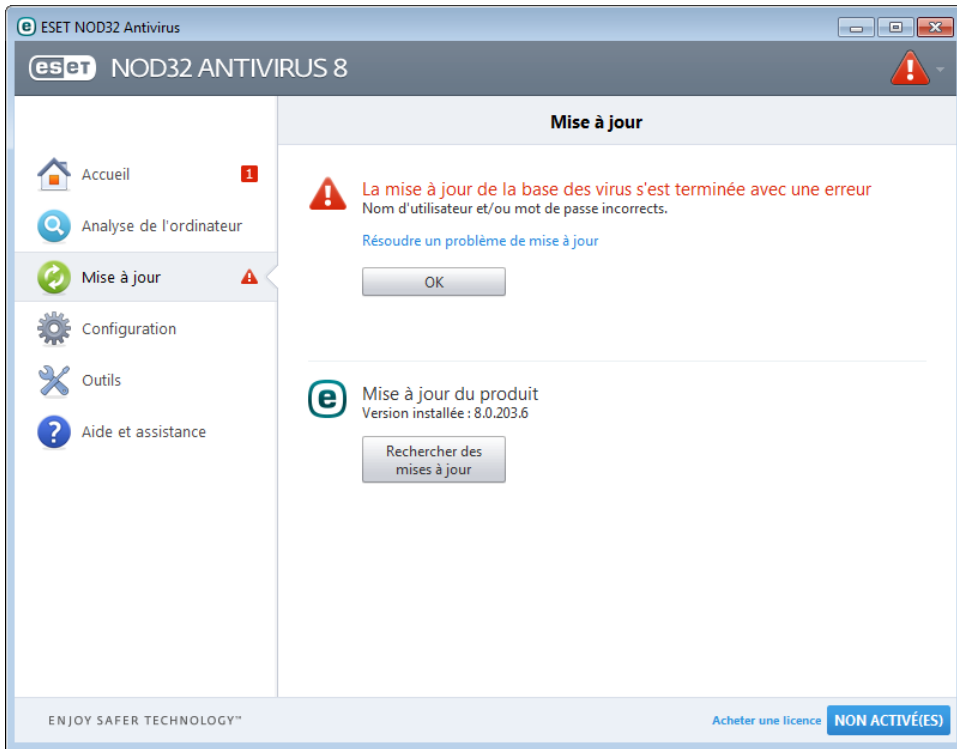 ESET NOD32 Antivirus
eseT NOD32 ANTIVIRUS 8
Mise à jour
Accueil 1
Analyse de l'ordinateur
Mise à jour
Configuration
Outils
Aide et assistance
La mise à jour de la base des virus s'est terminée avec une erreur
Nom d'utilisateur et/ou mot de passe incorrects.
Résoudre un problème de mise à jour
OK
Mise à jour du produit
Version installée : 8.0.203.6
Rechercher des
mises à jour
ENJOY SAFER TECHNOLOGY™
Acheter une licence NON ACTIVÉ(ES)